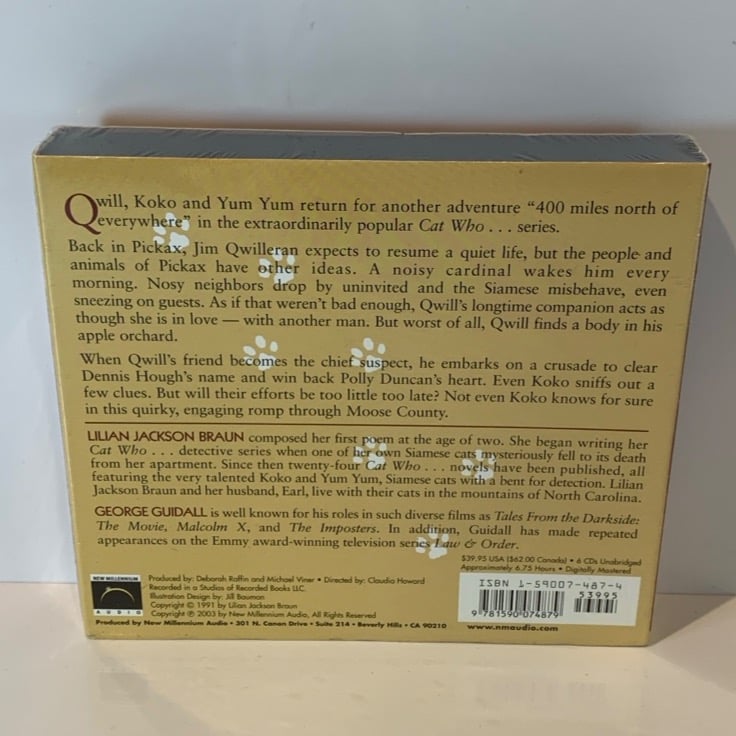 Qwill, Koko and Yum Yum return for another adventure “400 miles north of
everywhere” in the extraordinarily popular Cat Who . . . series.
Back in Pickax, Jim Qwilleran expects to resume a quiet life, but the people and
animals of Pickax have other ideas. A noisy cardinal wakes him every
morning. Nosy neighbors drop by uninvited and the Siamese misbehave, even
sneezing on guests. As if that weren’t bad enough, Qwill’s longtime companion acts as
though she is in love — with another man. But worst of all, Qwill finds a body in his
apple orchard.
When Qwill’s friend becomes the chief suspect, he embarks on a crusade to clear
Dennis Hough’s name and win back Polly Duncan’s heart. Even Koko sniffs out a
few clues. But will their efforts be too little too late? Not even Koko knows for sure
in this quirky, engaging romp through Moose County.
LILIAN JACKSON BRAUN composed her first poem at the age of two. She began writing her
Cat Who . . . detective series when one of her own Siamese cats mysteriously fell to its death
from her apartment. Since then twenty-four Cat Who . . . novels have been published, all
featuring the very talented Koko and Yum Yum, Siamese cats with a bent for detection. Lilian
Jackson Braun and her husband, Earl, live with their cats in the mountains of North Carolina.
GEORGE GUIDALL is well known for his roles in such diverse films as Tales From the Darkside:
The Movie, Malcolm X, and The Imposters. In addition, Guidall has made repeated
appearances on the Emmy award-winning television series Law & Order.
$39.95 USA ($62.00 Canada) • 6 CDs Unabridged
Approximately 6.75 Hours • Digitally Mastered
NEW MILLENNIUM
AUDIO
Produced by: Deborah Raffin and Michael Viner • Directed by: Claudia Howard
Recorded in a Studios of Recorded Books LLC.
Illustration Design by: Jill Bauman
Copyright © 1991 by Lilian Jackson Braun
Copyright ℗ 2003 by New Millennium Audio, All Rights Reserved
Produced by New Millennium Audio • 301 N. Canon Drive • Suite 214 • Beverly Hills • CA 90210
ISBN 1-59007-487-4
53995
9 781590 074879
www.nmaudio.com